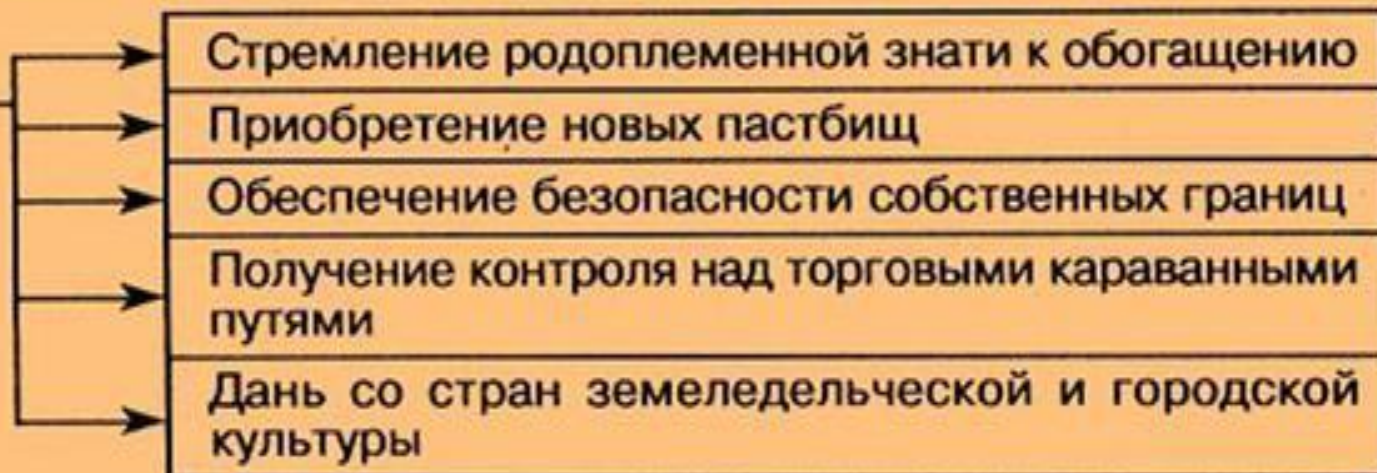 Стремление родоплеменной знати к обогащению
Приобретение новых пастбищ
Обеспечение безопасности собственных границ
Получение контроля над торговыми караванными
путями
Дань со стран земеледельческой и городской
культуры